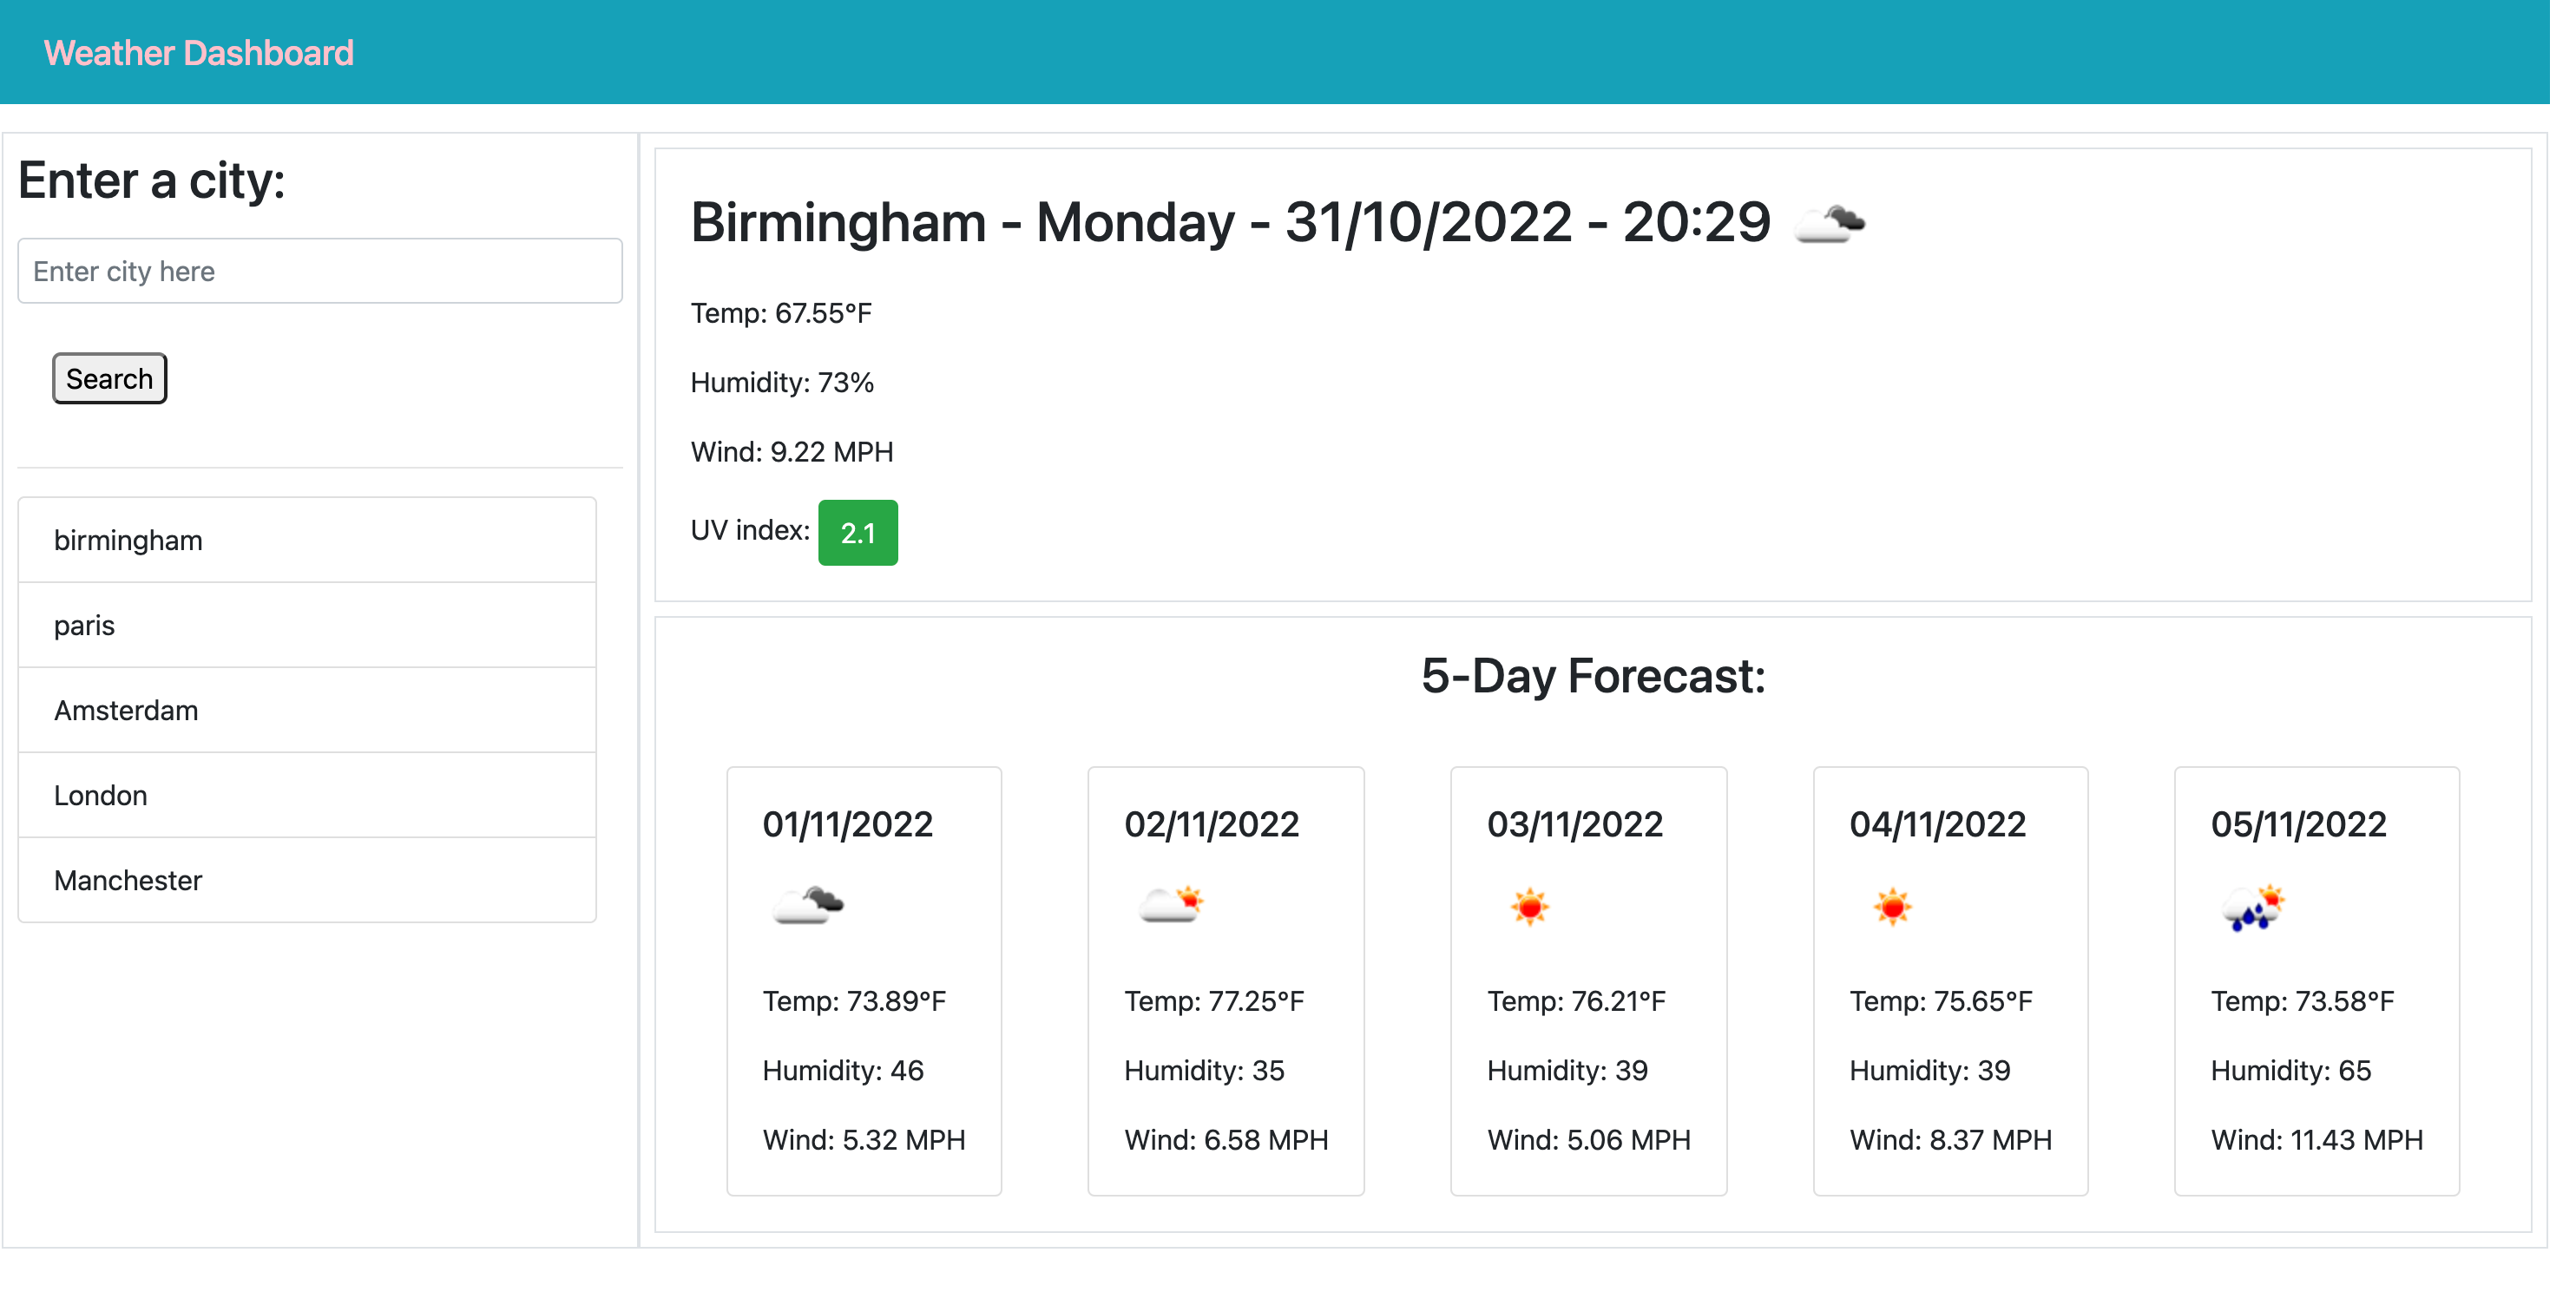 Weather Dashboard
Enter a city:
Enter city here
Search
birmingham
paris
Amsterdam
London
Manchester
Birmingham - Monday - 31/10/2022 - 20:29
Temp: 67.55°F
Humidity: 73%
Wind: 9.22 MPH
UV index: 2.1
5-Day Forecast:
01/11/2022
Temp: 73.89°F
Humidity: 46
Wind: 5.32 MPH
02/11/2022
Temp: 77.25°F
Humidity: 35
Wind: 6.58 MPH
03/11/2022
Temp: 76.21°F
Humidity: 39
Wind: 5.06 MPH
04/11/2022
Temp: 75.65°F
Humidity: 39
Wind: 8.37 MPH
05/11/2022
Temp: 73.58°F
Humidity: 65
Wind: 11.43 MPH